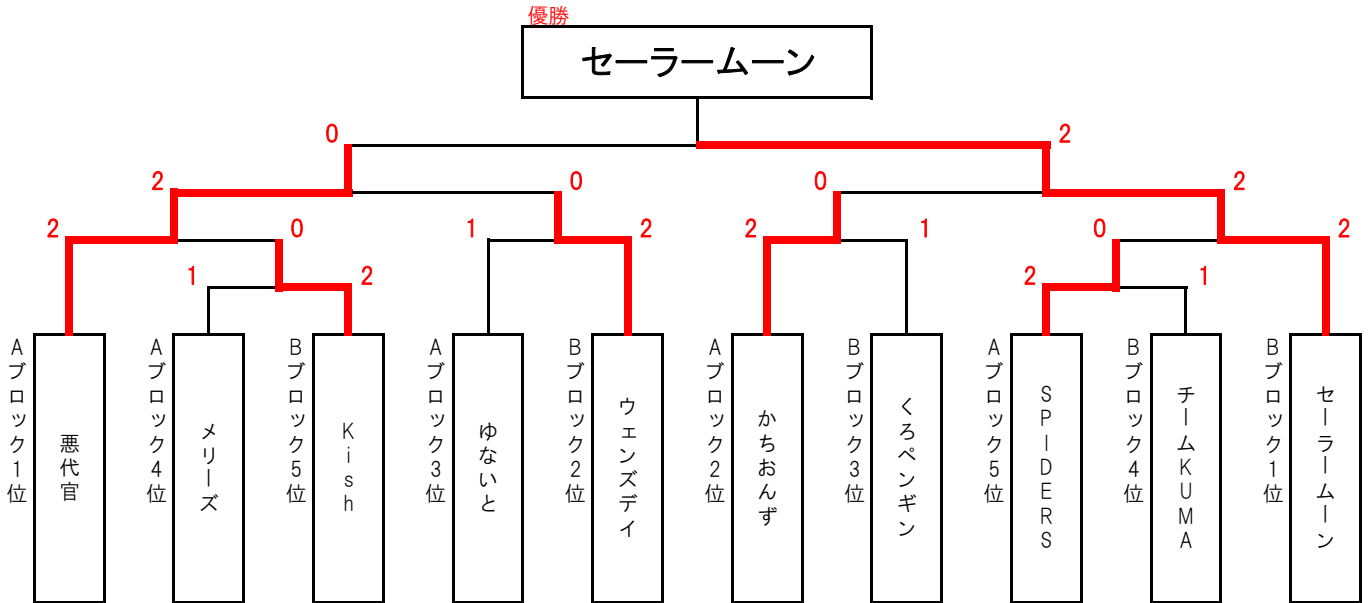 優勝
セーラームーン
0
2
2
0
0
2
2
0
1
2
2
1
0
2
1
2
2
1
Aブロック1位
悪代官
Aブロック4位
メリーズ
Bブロック5位
Kish
Aブロック3位
ゆないと
Bブロック2位
ウェンズデイ
Aブロック2位
かちおんず
Bブロック3位
くろペンギン
Aブロック5位
SPIDERS
Bブロック4位
チームKUMA
Bブロック1位
セーラームーン